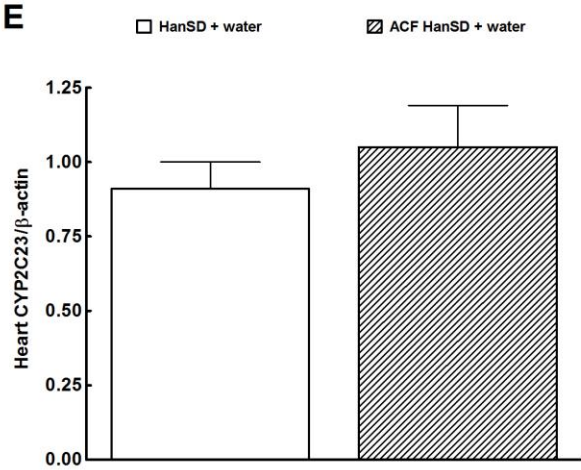 E
HanSD + water
ACF HanSD + water
Heart CYP2C23/β-actin
1.25
1.00
0.75
0.50
0.25
0.00